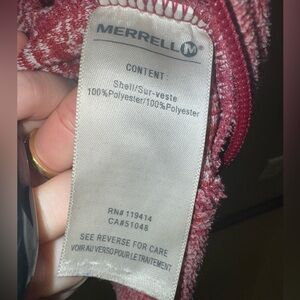 MERRELL
CONTENT
Shell/Sur-veste
100%Polyester/100%Polyester
RN# 119414
CA#51048
SEE REVERSE FOR CARE
VOIR AU VERSO POUR LE TRAITEMENT